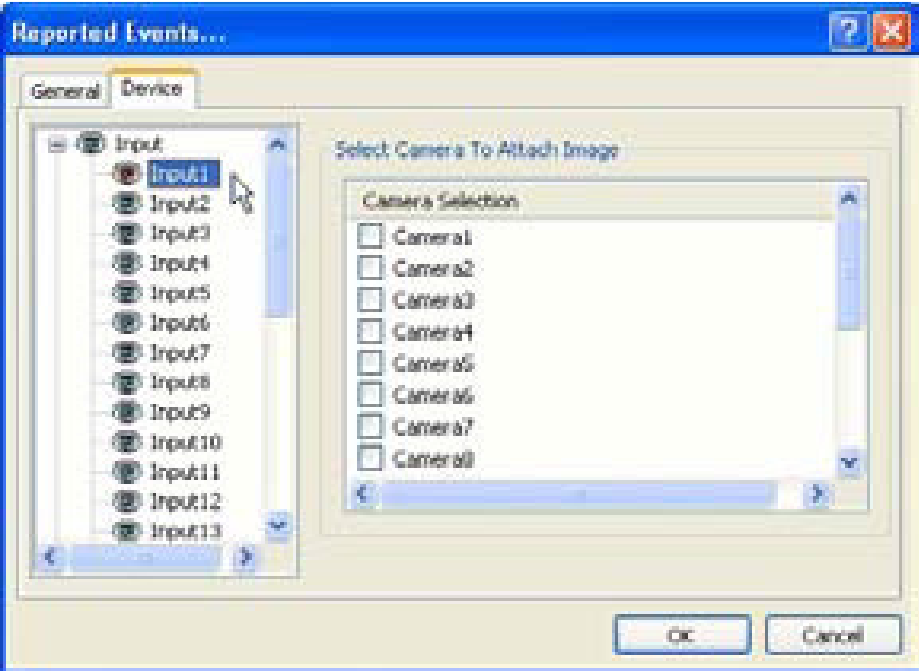 Reported Events...
General
Device
Input
Input1
Input2
Input3
Input4
Input5
Input6
Input7
Input8
Input9
Input10
Input11
Input12
Input13
Select Camera To Attach Image
Camera Selection
Camera1
Camera2
Camera3
Camera4
Camera5
Camera6
Camera7
Camera8
OK
Cancel